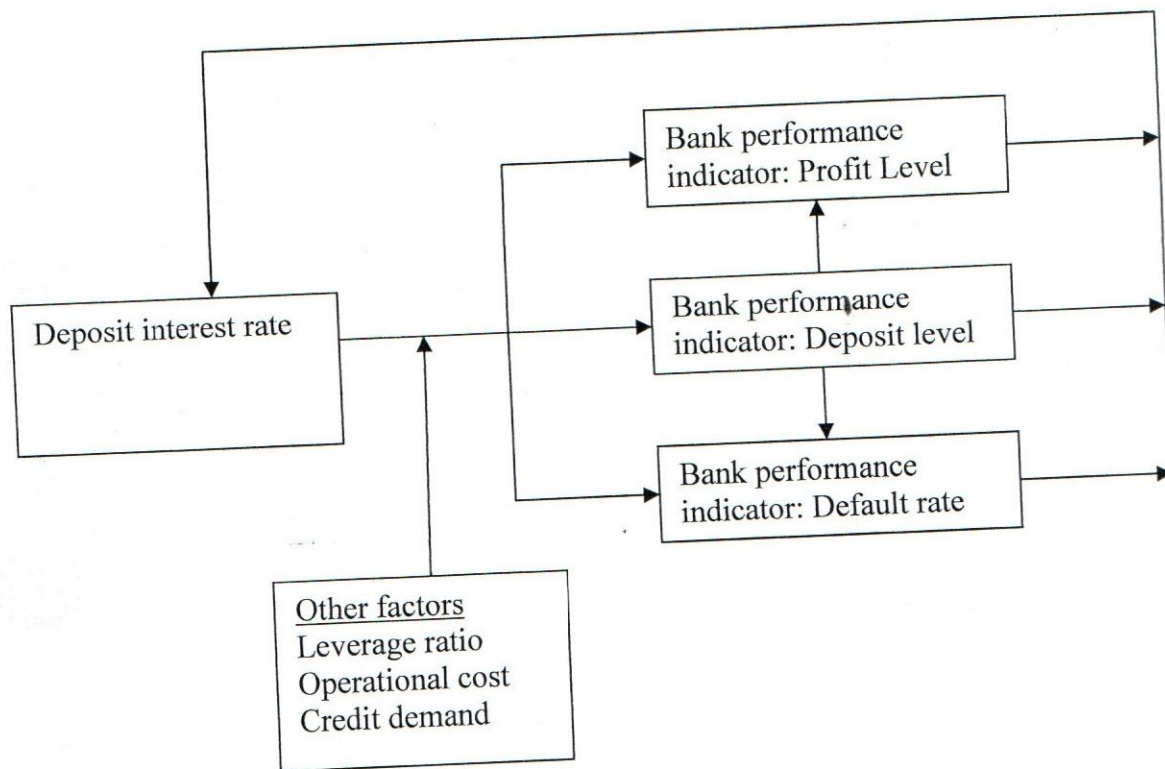 Bank performance
indicator: Profit Level
Deposit interest rate
Bank performance
indicator: Deposit level
Bank performance
indicator: Default rate
Other factors
Leverage ratio
Operational cost
Credit demand